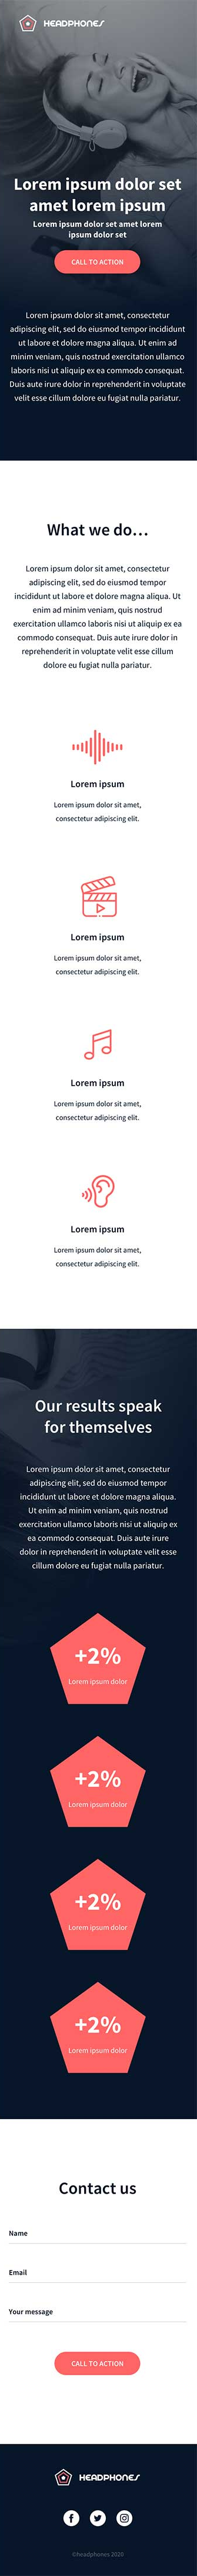 HEADPHONES
Lorem ipsum dolor set
amet lorem ipsum
Lorem ipsum dolor set amet lorem
ipsum dolor set
CALL TO ACTION
Lorem ipsum dolor sit amet, consectetur
adipiscing elit, sed do eiusmod tempor incididunt
ut labore et dolore magna aliqua. Ut enim ad
minim veniam, quis nostrud exercitation ullamco
laboris nisi ut aliquip ex ea commodo consequat.
Duis aute irure dolor in reprehenderit in voluptate
velit esse cillum dolore eu fugiat nulla pariatur.
What we do...
Lorem ipsum dolor sit amet, consectetur
adipiscing elit, sed do eiusmod tempor
incididunt ut labore et dolore magna aliqua. Ut
enim ad minim veniam, quis nostrud
exercitation ullamco laboris nisi ut aliquip ex ea
commodo consequat. Duis aute irure dolor in
reprehenderit in voluptate velit esse cillum
dolore eu fugiat nulla pariatur.
Lorem ipsum
Lorem ipsum dolor sit amet,
consectetur adipiscing elit.
Lorem ipsum
Lorem ipsum dolor sit amet,
consectetur adipiscing elit.
Lorem ipsum
Lorem ipsum dolor sit amet,
consectetur adipiscing elit.
Lorem ipsum
Lorem ipsum dolor sit amet,
consectetur adipiscing elit.
Our results speak
for themselves
Lorem ipsum dolor sit amet, consectetur
adipiscing elit, sed do eiusmod tempor
incididunt ut labore et dolore magna aliqua.
Ut enim ad minim veniam, quis nostrud
exercitation ullamco laboris nisi ut aliquip ex
ea commodo consequat. Duis aute irure
dolor in reprehenderit in voluptate velit esse
cillum dolore eu fugiat nulla pariatur.
+2%
Lorem ipsum dolor
+2%
Lorem ipsum dolor
+2%
Lorem ipsum dolor
+2%
Lorem ipsum dolor
Contact us
Name
Email
Your message
CALL TO ACTION
HEADPHONES
©headphones 2020